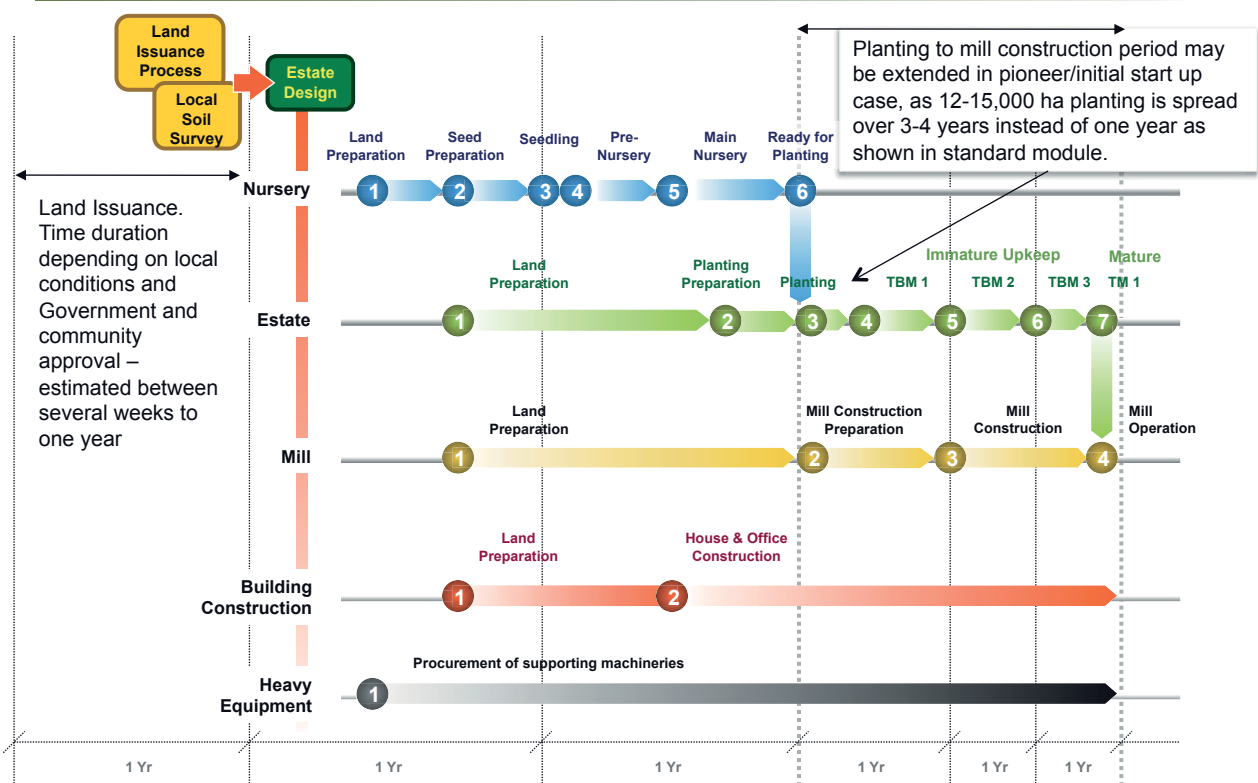 Land
Issuance
Process
Local
Soil
Survey
Estate
Design
Planting to mill construction period may
be extended in pioneer/initial start up
case, as 12-15,000 ha planting is spread
over 3-4 years instead of one year as
shown in standard module.
Land Issuance.
Time duration
depending on local
conditions and
Government and
community
approval –
estimated between
several weeks to
one year
Land
Preparation
Seed
Preparation
Seedling
Pre-
Nursery
Main
Nursery
Ready for
Planting
Nursery
1
2
3
4
5
6
Immature Upkeep
Mature
Land
Preparation
Planting
Preparation
Planting
TBM 1
TBM 2
TBM 3
TM 1
Estate
1
2
3
4
5
6
7
Land
Preparation
Mill Construction
Preparation
Mill
Construction
Mill
Operation
Mill
1
2
3
4
Land
Preparation
House & Office
Construction
Building
Construction
1
2
Procurement of supporting machineries
Heavy
Equipment
1
1 Yr
1 Yr
1 Yr
1 Yr
1 Yr
1 Yr